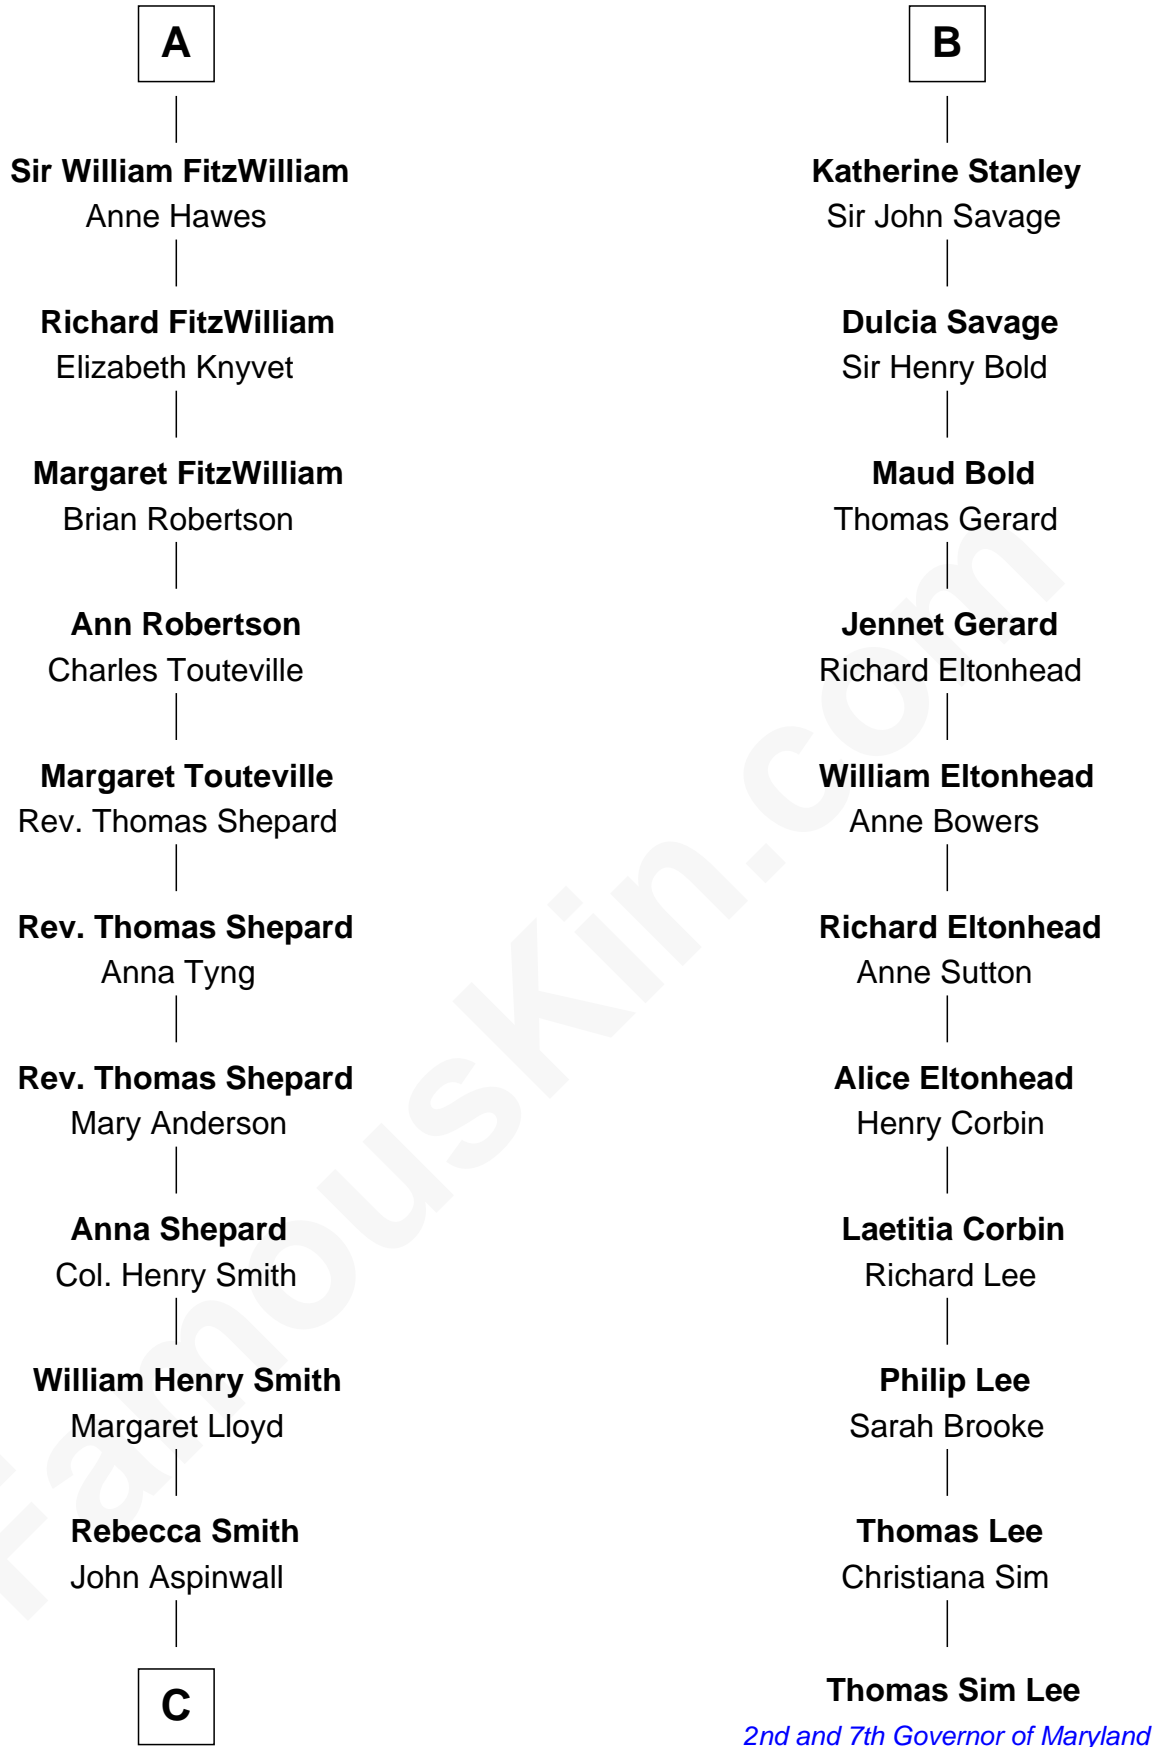 A
Sir William FitzWilliam
Anne Hawes
Richard FitzWilliam
Elizabeth Knyvet
Margaret FitzWilliam
Brian Robertson
Ann Robertson
Charles Touteville
Margaret Touteville
Rev. Thomas Shepard
Rev. Thomas Shepard
Anna Tyng
Rev. Thomas Shepard
Mary Anderson
Anna Shepard
Col. Henry Smith
William Henry Smith
Margaret Lloyd
Rebecca Smith
John Aspinwall
C
B
Katherine Stanley
Sir John Savage
Dulcia Savage
Sir Henry Bold
Maud Bold
Thomas Gerard
Jennet Gerard
Richard Eltonhead
William Eltonhead
Anne Bowers
Richard Eltonhead
Anne Sutton
Alice Eltonhead
Henry Corbin
Laetitia Corbin
Richard Lee
Philip Lee
Sarah Brooke
Thomas Lee
Christiana Sim
Thomas Sim Lee
2nd and 7th Governor of Maryland
FamousKin.com